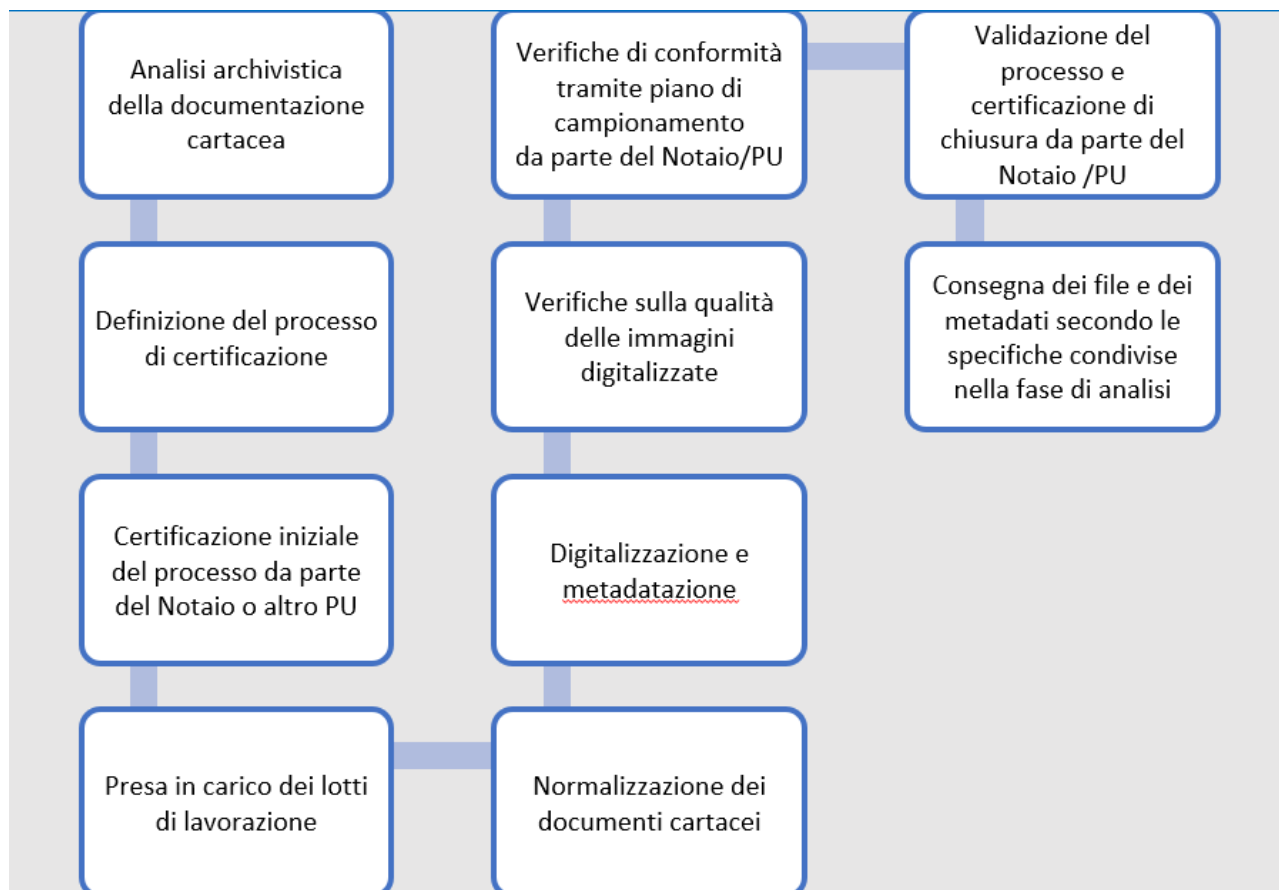 Analisi archivistica
della documentazione
cartacea
Definizione del processo
di certificazione
Certificazione iniziale
del processo da parte
del Notaio o altro PU
Presa in carico dei lotti
di lavorazione
Normalizzazione dei
documenti cartacei
Digitalizzazione e
metadatazione
Verifiche sulla qualità
delle immagini
digitalizzate
Verifiche di conformità
tramite piano di
campionamento
da parte del Notaio/PU
Validazione del
processo e
certificazione di
chiusura da parte del
Notaio /PU
Consegna dei file e dei
metadati secondo le
specifiche condivise
nella fase di analisi